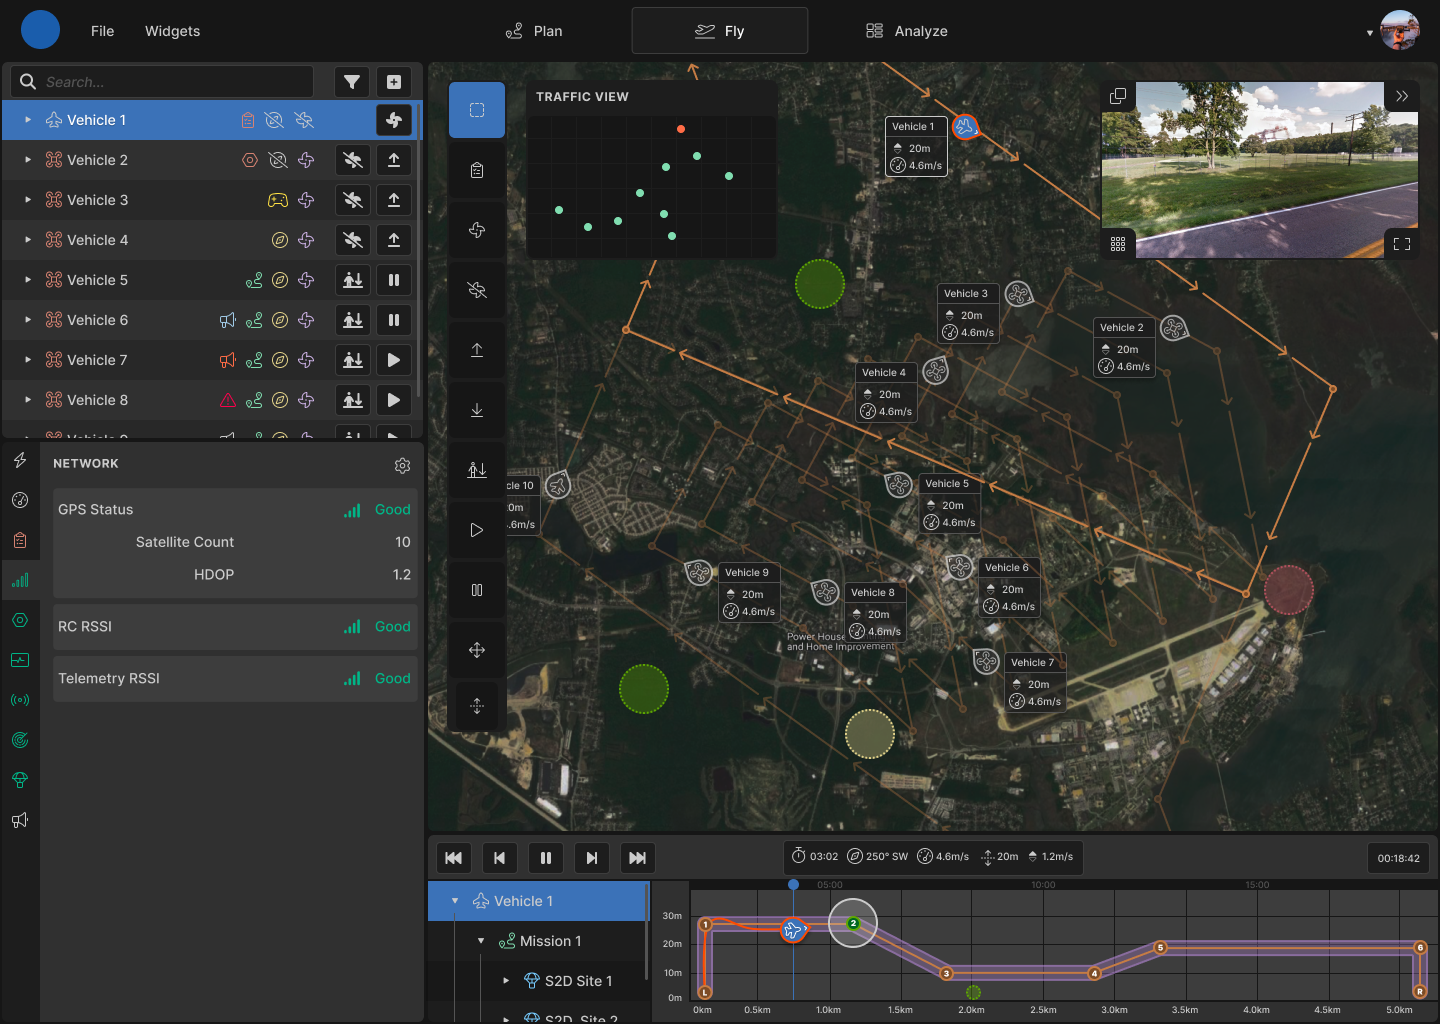 File
Widgets
Plan
Fly
Analyze
Search...
Vehicle 1
Vehicle 2
Vehicle 3
Vehicle 4
Vehicle 5
Vehicle 6
Vehicle 7
Vehicle 8
NETWORK
GPS Status
Good
Satellite Count
10
HDOP
1.2
RC RSSI
Good
Telemetry RSSI
Good
TRAFFIC VIEW
Vehicle 1
20m
4.6m/s
Vehicle 3
20m
4.6m/s
Vehicle 2
20m
4.6m/s
Vehicle 4
20m
4.6m/s
cle 10
20m
4.6m/s
Vehicle 5
20m
4.6m/s
Vehicle 9
20m
4.6m/s
Vehicle 8
20m
4.6m/s
Vehicle 6
20m
4.6m/s
Power House
and Home Improvement
Vehicle 7
20m
4.6m/s
03:02
250° SW
4.6m/s
20m
1.2m/s
00:18:42
Vehicle 1
Mission 1
S2D Site 1
S2D Site 2
05:00
10:00
15:00
30m
20m
10m
0m
1
2
3
4
5
6
L
R
0km
0.5km
1.0km
1.5km
2.0km
2.5km
3.0km
3.5km
4.0km
4.5km
5.0km